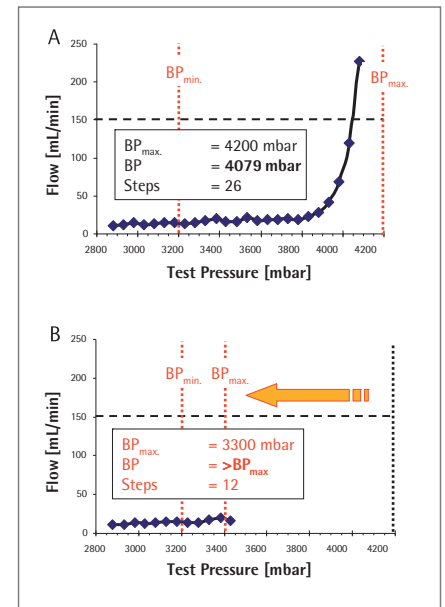 A
250
200
150
100
50
0
Flow [mL/min]
BPmin.
BPmax.
BPmax. = 4200 mbar
BP = 4079 mbar
Steps = 26
2800 3200 3200 3400 3600 3800 4000 4200
Test Pressure [mbar]
B
250
200
150
100
50
0
Flow [mL/min]
BPmin. BPmax.
BPmax. = 3300 mbar
BP = >BPmax
Steps = 12
2800 3200 3200 3400 3600 3800 4000 4200
Test Pressure [mbar]